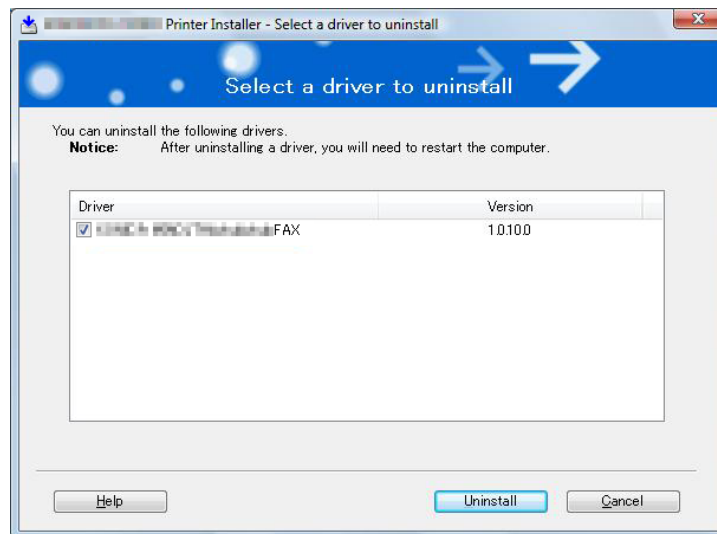 Printer Installer - Select a driver to uninstall
Select a driver to uninstall
You can uninstall the following drivers.
Notice: After uninstalling a driver, you will need to restart the computer.
Driver Version
FAX 1.0.10.0
Help Uninstall Cancel